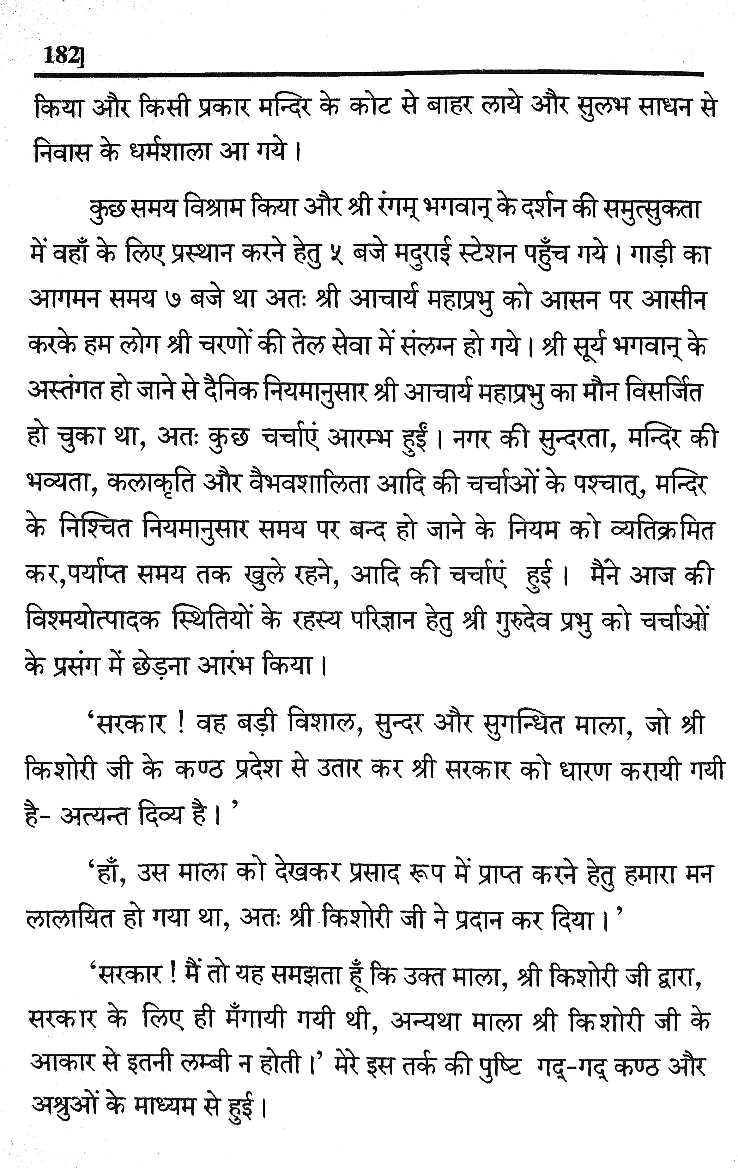 182]
किया और किसी प्रकार मन्दिर के कोट से बाहर लाये और सुलभ साधन से
निवास के धर्मशाला आ गये ।
कुछ समय विश्राम किया और श्री रंगम् भगवान् के दर्शन की समुत्सुकता
में वहाँ के लिए प्रस्थान करने हेतु ५ बजे मदुराई स्टेशन पहुँच गये । गाड़ी का
आगमन समय ७ बजे था अतः श्री आचार्य महाप्रभु को आसन पर आसीन
करके हम लोग श्री चरणों की तेल सेवा में संलग्न हो गये । श्री सूर्य भगवान् के
अस्तंगत हो जाने से दैनिक नियमानुसार श्री आचार्य महाप्रभु का मौन विसर्जित
हो चुका था, अतः कुछ चर्चाएं आरम्भ हुईं । नगर की सुन्दरता, मन्दिर की
भव्यता, कलाकृति और वैभवशालिता आदि की चर्चाओं के पश्चात्, मन्दिर
के निश्चित नियमानुसार समय पर बन्द हो जाने के नियम को व्यतिक्रमित
कर,पर्याप्त समय तक खुले रहने, आदि की चर्चाएं हुई । मैंने आज की
विश्मयोत्पादक स्थितियों के रहस्य परिज्ञान हेतु श्री गुरुदेव प्रभु को चर्चाओं
के प्रसंग में छेड़ना आरंभ किया ।
‘सरकार ! वह बड़ी विशाल, सुन्दर और सुगन्धित माला, जो श्री
किशोरी जी के कण्ठ प्रदेश से उतार कर श्री सरकार को धारण करायी गयी
है- अत्यन्त दिव्य है । ’
‘हाँ, उस माला को देखकर प्रसाद रूप में प्राप्त करने हेतु हमारा मन
लालायित हो गया था, अतः श्री किशोरी जी ने प्रदान कर दिया । ’
‘सरकार ! मैं तो यह समझता हूँ कि उक्त माला, श्री किशोरी जी द्वारा,
सरकार के लिए ही मँगायी गयी थी, अन्यथा माला श्री किशोरी जी के
आकार से इतनी लम्बी न होती । ’ मेरे इस तर्क की पुष्टि गद्-गद् कण्ठ और
अश्रुओं के माध्यम से हुई ।